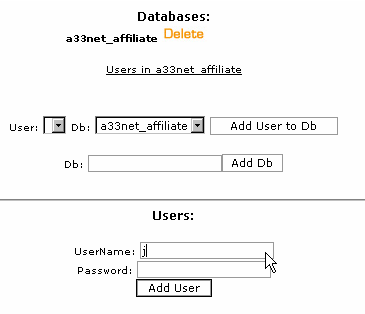 Databases:
a33net_affiliate Delete
Users in a33net_affiliate
User: Db: a33net_affiliate Add User to Db
Db: Add Db
Users:
UserName: j
Password:
Add User